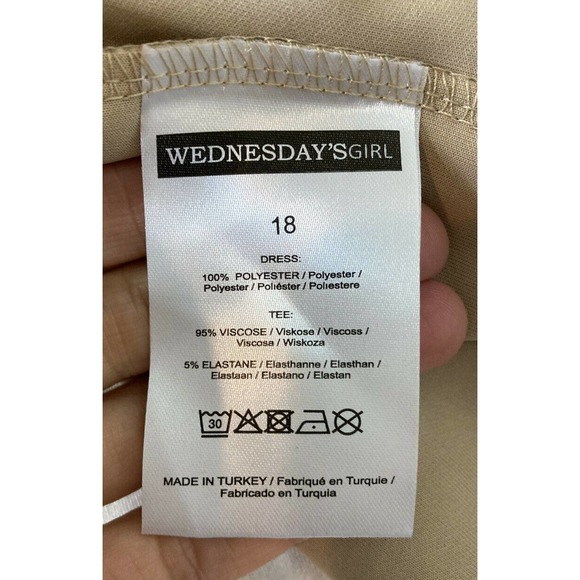 WEDNESDAY'SGIRL
18
DRESS:
100% POLYESTER / Polyester /
Polyester / Poliéster / Poliestere
TEE:
95% VISCOSE / Viskose / Viscoss /
Viscosa / Wiskoza
5% ELASTANE / Elasthanne / Elasthan /
Elastaan / Elastano / Elastan
30
MADE IN TURKEY / Fabriqué en Turquie /
Fabricado en Turquia